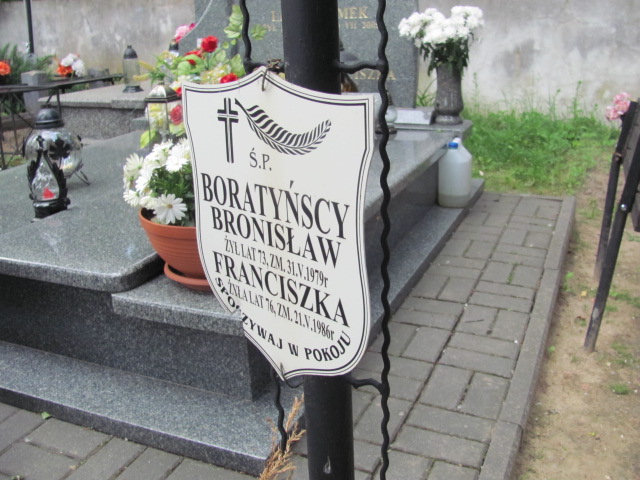 Ś.P.
BORATYŃSCY
BRONISŁAW
ŻYŁ LAT 73, ZM. 31.V.1979r
FRANCISZKA
ŻYŁA LAT 76, ZM. 21.V.1986r
SPOCZYWAJ W POKOJU